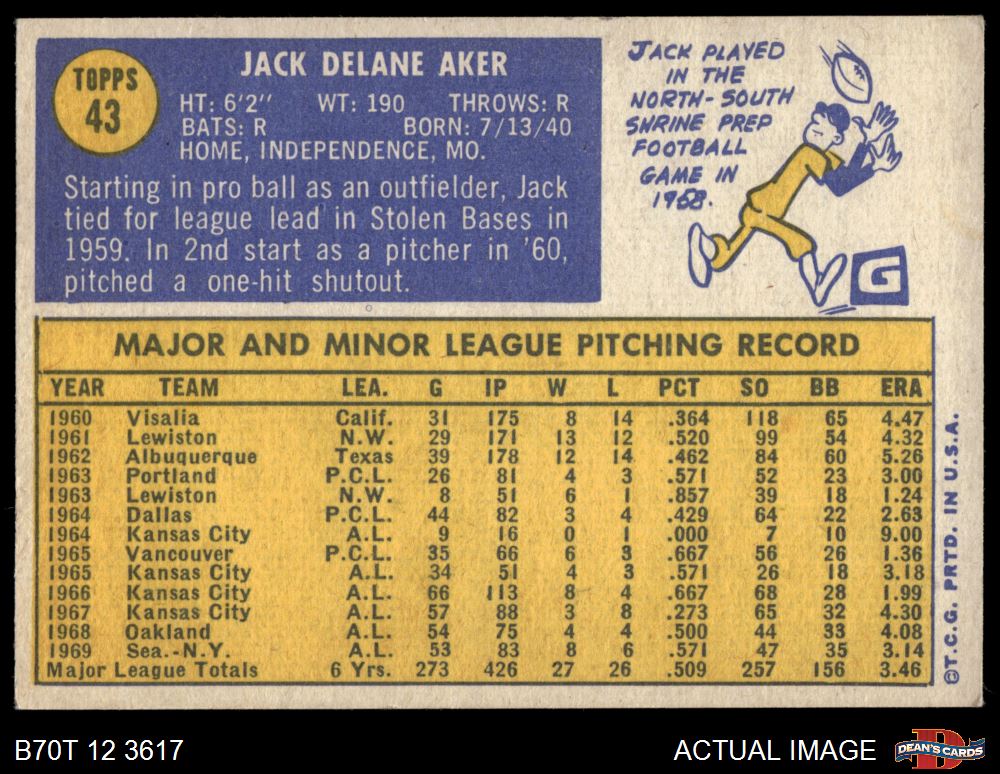 TOPPS
43
JACK DELANE AKER
HT: 6'2" WT: 190 THROWS: R
BATS: R BORN: 7/13/40
HOME, INDEPENDENCE, MO.
Starting in pro ball as an outfielder, Jack
tied for league lead in Stolen Bases in
1959. In 2nd start as a pitcher in '60,
pitched a one-hit shutout.
JACK PLAYED
IN THE
NORTH-SOUTH
SHRINE PREP
FOOTBALL
GAME IN
1958.
G
MAJOR AND MINOR LEAGUE PITCHING RECORD
YEAR TEAM LEA. G IP W L PCT SO BB ERA
1960 Visalia Calif. 31 175 8 14 .364 118 65 4.47
1961 Lewiston N.W. 29 171 13 12 .520 99 54 4.32
1962 Albuquerque Texas 39 178 12 14 .462 84 60 5.26
1963 Portland P.C.L. 26 81 4 3 .571 52 23 3.00
1963 Lewiston N.W. 8 51 6 1 .857 39 18 1.24
1964 Dallas P.C.L. 44 82 3 4 .429 64 22 2.63
1964 Kansas City A.L. 9 16 0 1 .000 7 10 9.00
1965 Vancouver P.C.L. 35 66 6 3 .667 56 26 1.36
1965 Kansas City A.L. 34 51 4 3 .571 26 18 3.18
1966 Kansas City A.L. 66 113 8 4 .667 68 28 1.99
1967 Kansas City A.L. 57 88 3 8 .273 65 32 4.30
1968 Oakland A.L. 54 75 4 4 .500 44 33 4.08
1969 Sea.-N.Y. A.L. 53 83 8 6 .571 47 35 3.14
Major League Totals 6 Yrs. 273 426 27 26 .509 257 156 3.46
©T.C.G. PRTD. IN U.S.A.
B70T 12 3617
ACTUAL IMAGE
DEAN'S CARDS